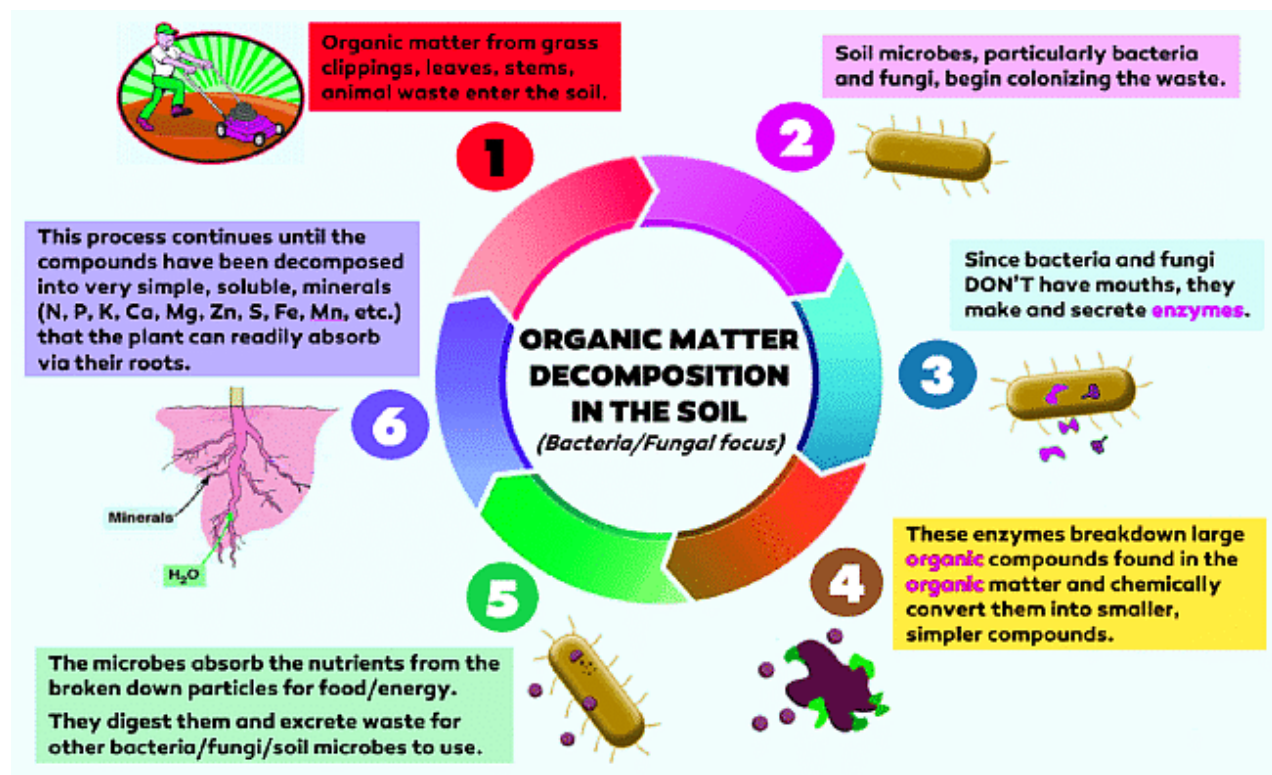 Organic matter from grass
clippings, leaves, stems,
animal waste enter the soil.
1
Soil microbes, particularly bacteria
and fungi, begin colonizing the waste.
2
Since bacteria and fungi
DON'T have mouths, they
make and secrete enzymes.
3
These enzymes breakdown large
organic compounds found in the
organic matter and chemically
convert them into smaller,
simpler compounds.
4
The microbes absorb the nutrients from the
broken down particles for food/energy.
They digest them and excrete waste for
other bacteria/fungi/soil microbes to use.
5
This process continues until the
compounds have been decomposed
into very simple, soluble, minerals
(N, P, K, Ca, Mg, Zn, S, Fe, Mn, etc.)
that the plant can readily absorb
via their roots.
6
Minerals
H₂O
ORGANIC MATTER
DECOMPOSITION
IN THE SOIL
(Bacteria/Fungal focus)